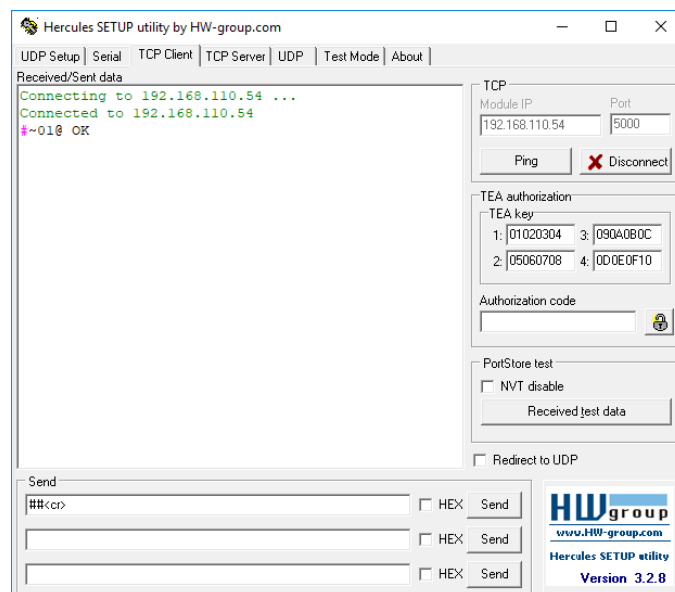 Hercules SETUP utility by HW-group.com
UDP Setup Serial TCP Client TCP Server UDP Test Mode About
Received/Sent data
Connecting to 192.168.110.54 ...
Connected to 192.168.110.54
#~01@ OK
TCP
Module IP Port
192.168.110.54 5000
Ping Disconnect
TEA authorization
TEA key
1: 01020304 3: 090A0B0C
2: 05060708 4: 0D0E0F10
Authorization code
PortStore test
NVT disable
Received test data
Redirect to UDP
Send
##<cr> HEX Send
HEX Send
HEX Send
HW group
www.HW-group.com
Hercules SETUP utility
Version 3.2.8